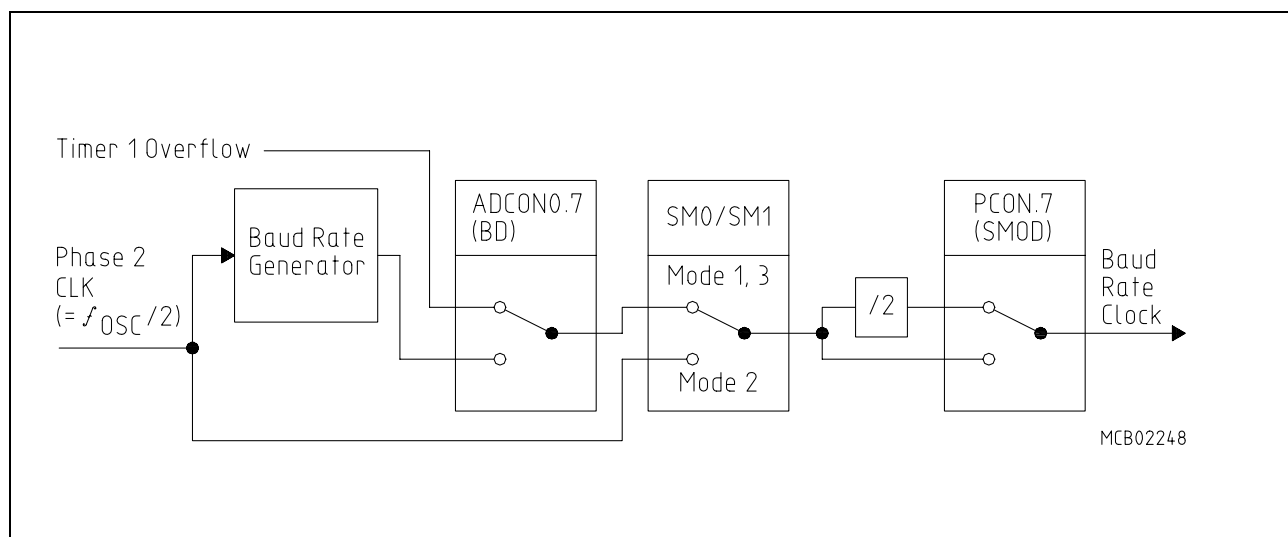 Timer 1 Overflow
Phase 2
CLK
(= fOSC/2)
Baud Rate
Generator
ADCON0.7
(BD)
SM0/SM1
Mode 1, 3
Mode 2
/2
PCON.7
(SMOD)
Baud
Rate
Clock
MCB02248